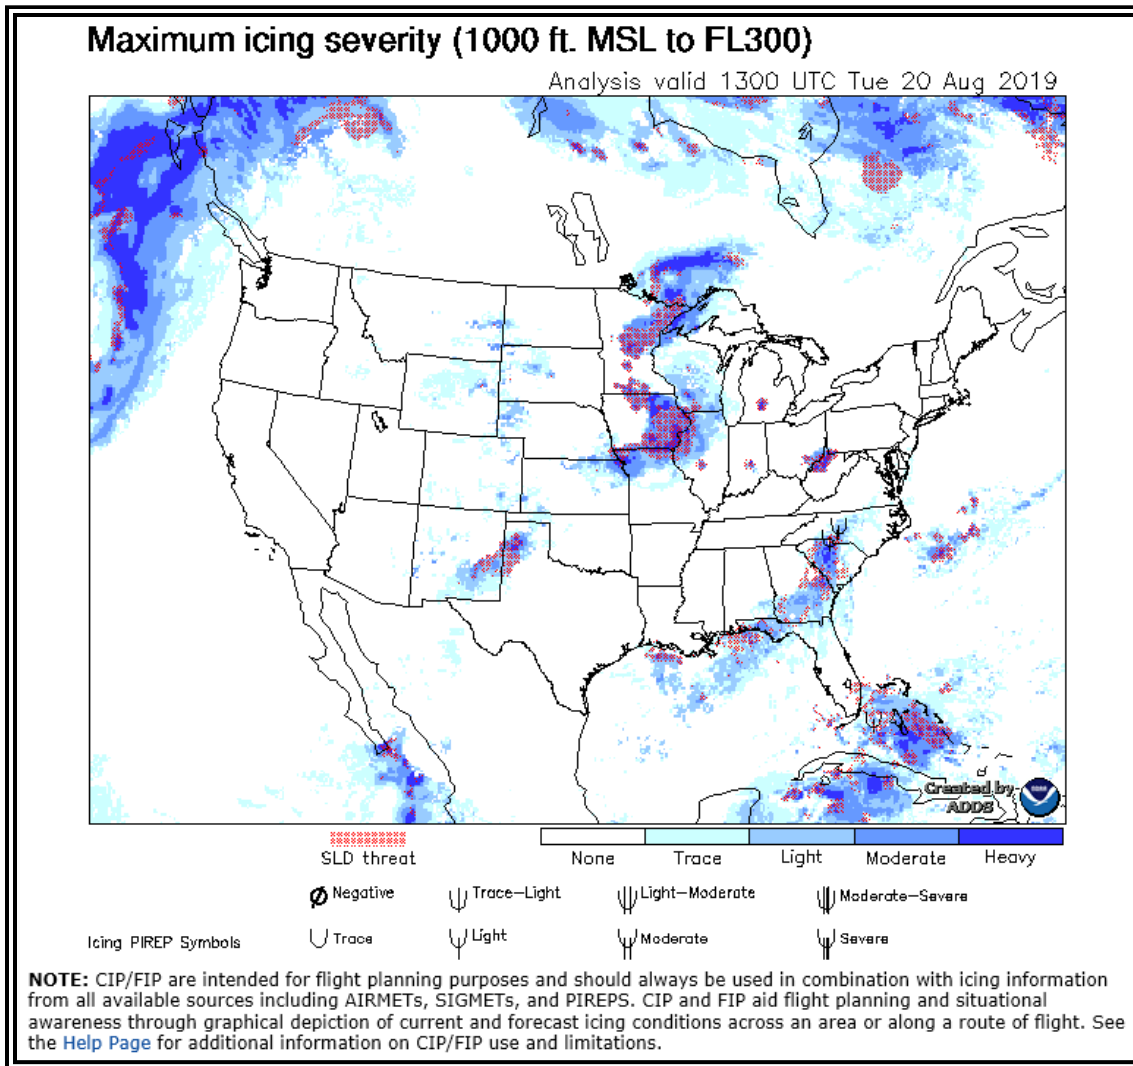 Maximum icing severity (1000 ft. MSL to FL300)
Analysis valid 1300 UTC Tue 20 Aug 2019
Created by
ADDS
SLD threat
None Trace Light Moderate Heavy
Negative Trace-Light Light-Moderate Moderate-Severe
Icing PIREP Symbols Trace Light Moderate Severe
NOTE: CIP/FIP are intended for flight planning purposes and should always be used in combination with icing information
from all available sources including AIRMETs, SIGMETs, and PIREPS. CIP and FIP aid flight planning and situational
awareness through graphical depiction of current and forecast icing conditions across an area or along a route of flight. See
the Help Page for additional information on CIP/FIP use and limitations.